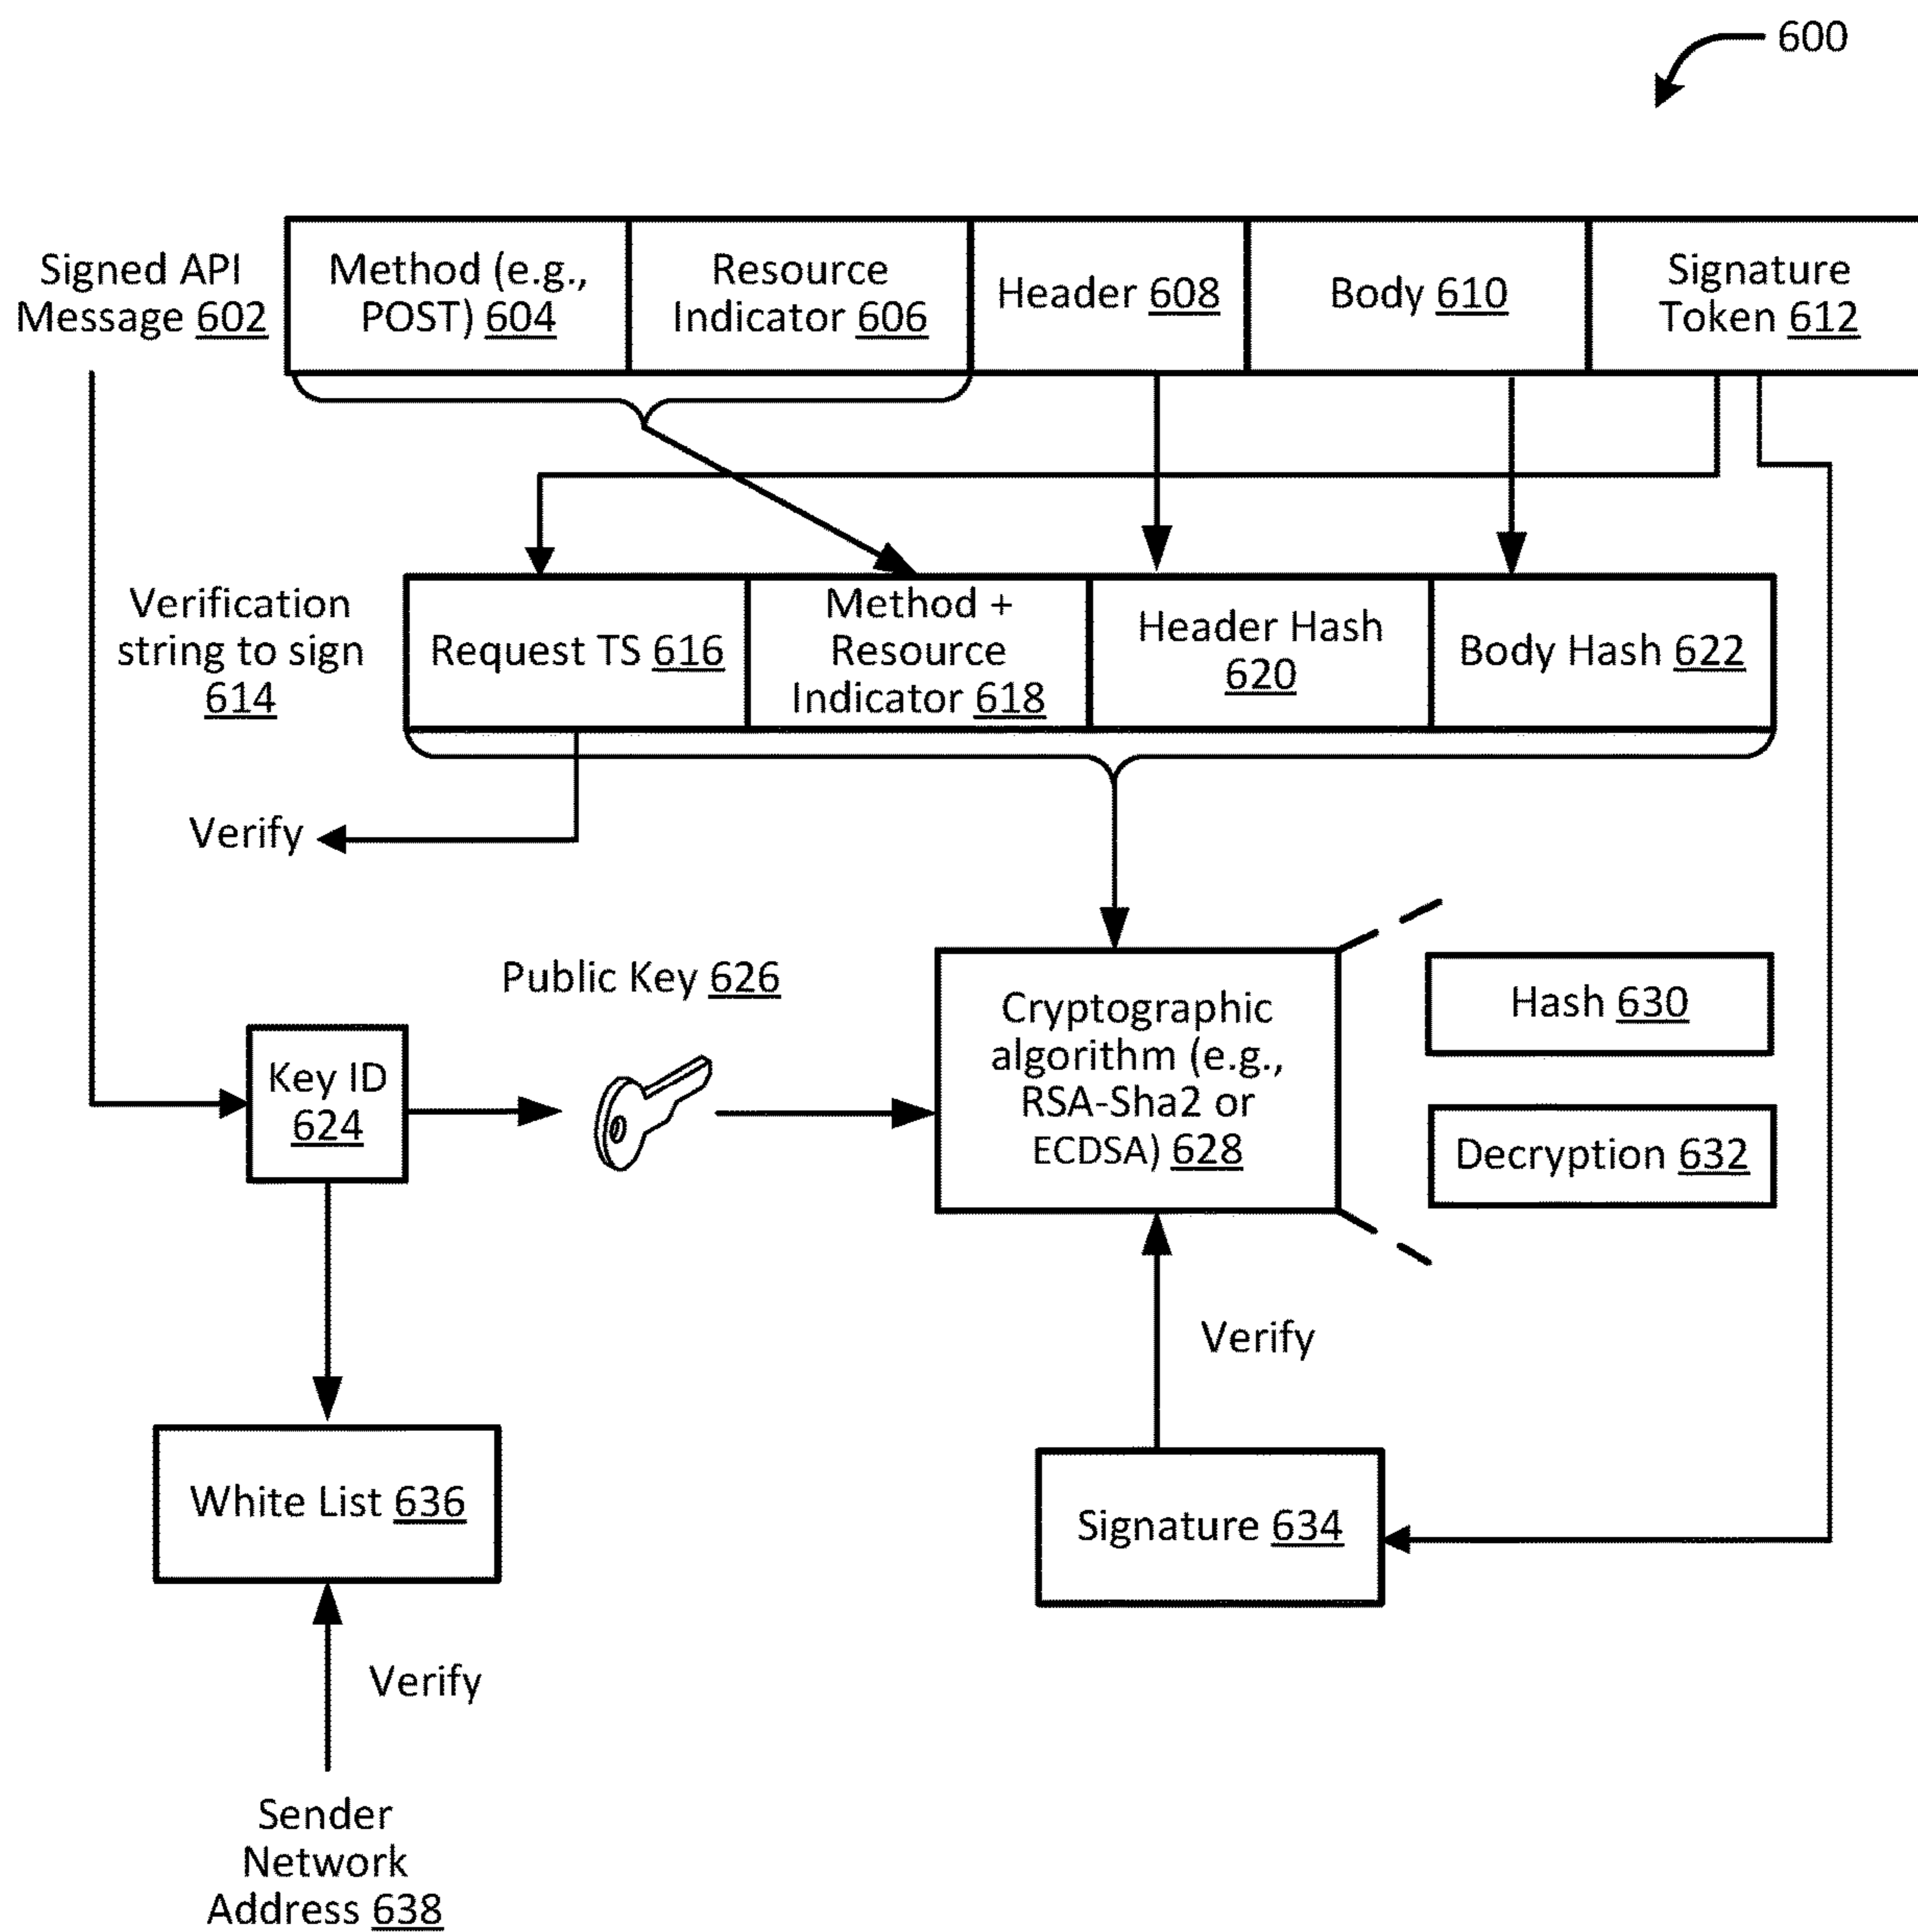 600
Signed API
Message 602
Method (e.g.,
POST) 604
Resource
Indicator 606
Header 608
Body 610
Signature
Token 612
Verification
string to sign
614
Request TS 616
Method +
Resource
Indicator 618
Header Hash
620
Body Hash 622
Verify
Public Key 626
Key ID
624
Cryptographic
algorithm (e.g.,
RSA-Sha2 or
ECDSA) 628
Hash 630
Decryption 632
Verify
White List 636
Signature 634
Verify
Sender
Network
Address 638